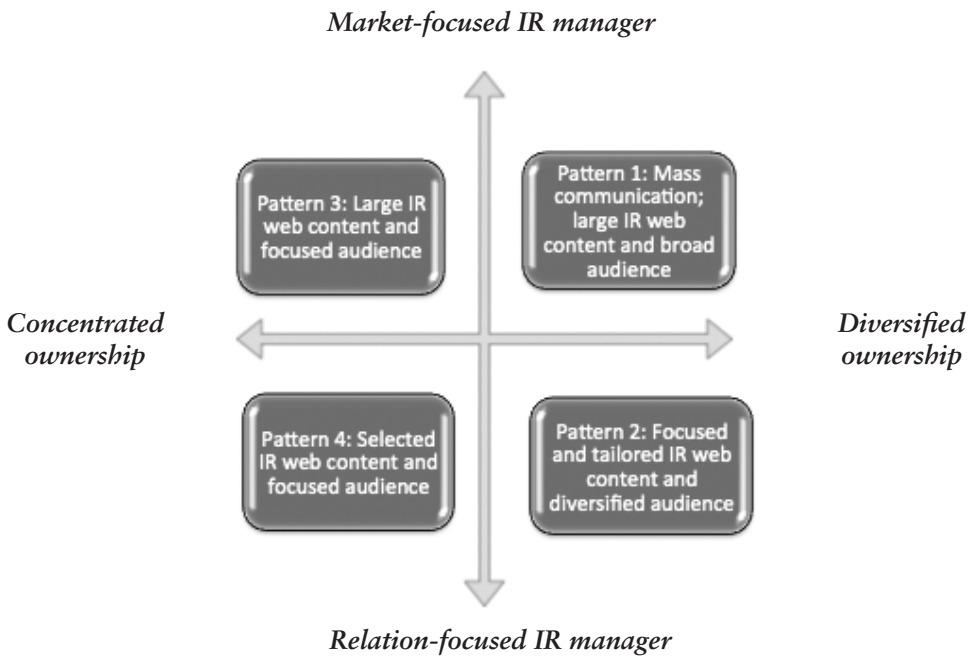 Market-focused IR manager
Pattern 3: Large IR
web content and
focused audience
Pattern 1: Mass
communication;
large IR web
content and broad
audience
Concentrated
ownership
Diversified
ownership
Pattern 4: Selected
IR web content and
focused audience
Pattern 2: Focused
and tailored IR web
content and
diversified audience
Relation-focused IR manager